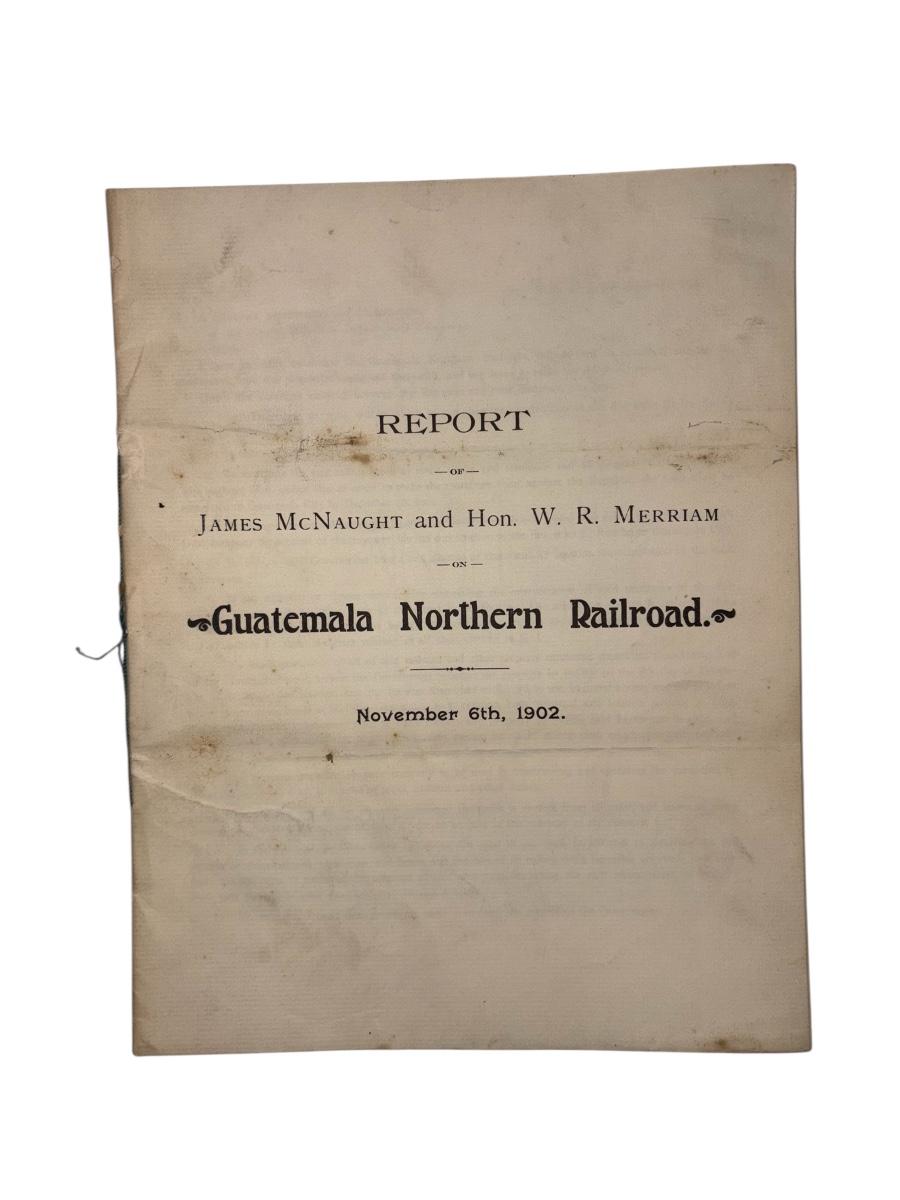 REPORT
— OF —
JAMES MCNAUGHT and Hon. W. R. MERRIAM
— ON —
Guatemala Northern Railroad.
November 6th, 1902.